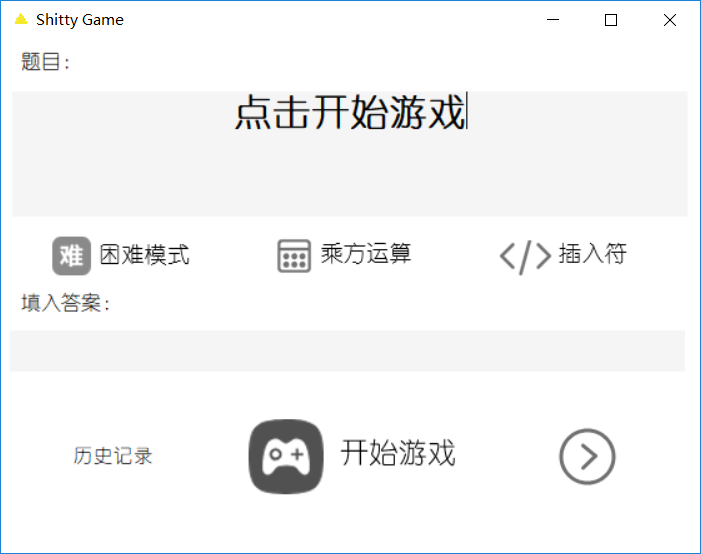 Shitty Game
题目：
点击开始游戏
难 困难模式 乘方运算 </> 插入符
填入答案：
历史记录 开始游戏